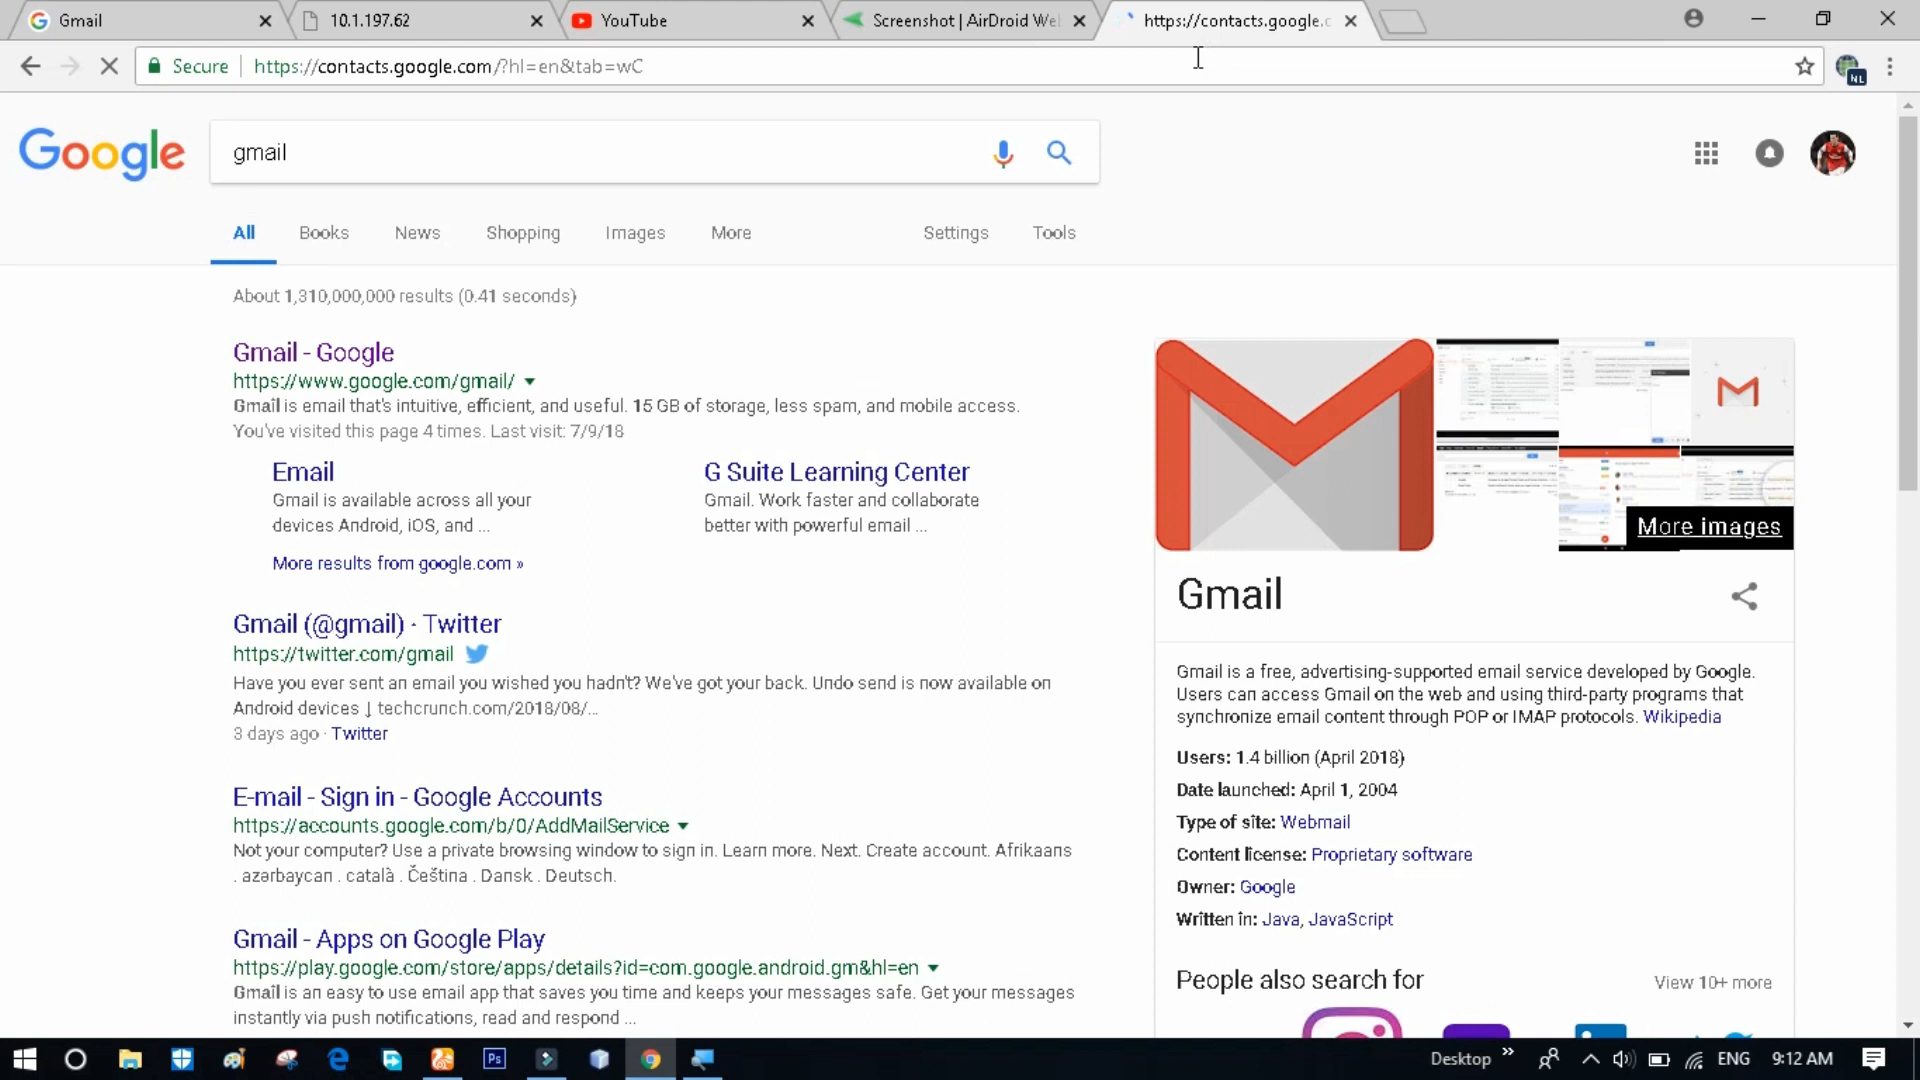 Gmail
10.1.197.62
YouTube
Screenshot | AirDroid We
https://contacts.google.c
Secure
https://contacts.google.com/?hl=en&tab=wC
NL
Google
gmail
All
Books
News
Shopping
Images
More
Settings
Tools
About 1,310,000,000 results (0.41 seconds)
Gmail - Google
https://www.google.com/gmail/
Gmail is email that's intuitive, efficient, and useful. 15 GB of storage, less spam, and mobile access.
You've visited this page 4 times. Last visit: 7/9/18
Email
Gmail is available across all your
devices Android, iOS, and ...
G Suite Learning Center
Gmail. Work faster and collaborate
better with powerful email ...
More results from google.com »
Gmail (@gmail) · Twitter
https://twitter.com/gmail
Have you ever sent an email you wished you hadn't? We've got your back. Undo send is now available on
Android devices ↓ techcrunch.com/2018/08/...
3 days ago · Twitter
E-mail - Sign in - Google Accounts
https://accounts.google.com/b/0/AddMailService
Not your computer? Use a private browsing window to sign in. Learn more. Next. Create account. Afrikaans
. azərbaycan . català . Čeština . Dansk . Deutsch.
Gmail - Apps on Google Play
https://play.google.com/store/apps/details?id=com.google.android.gm&hl=en
Gmail is an easy to use email app that saves you time and keeps your messages safe. Get your messages
instantly via push notifications, read and respond ...
More images
Gmail
Gmail is a free, advertising-supported email service developed by Google.
Users can access Gmail on the web and using third-party programs that
synchronize email content through POP or IMAP protocols. Wikipedia
Users: 1.4 billion (April 2018)
Date launched: April 1, 2004
Type of site: Webmail
Content license: Proprietary software
Owner: Google
Written in: Java, JavaScript
People also search for
View 10+ more
Ps
Desktop
ENG
9:12 AM